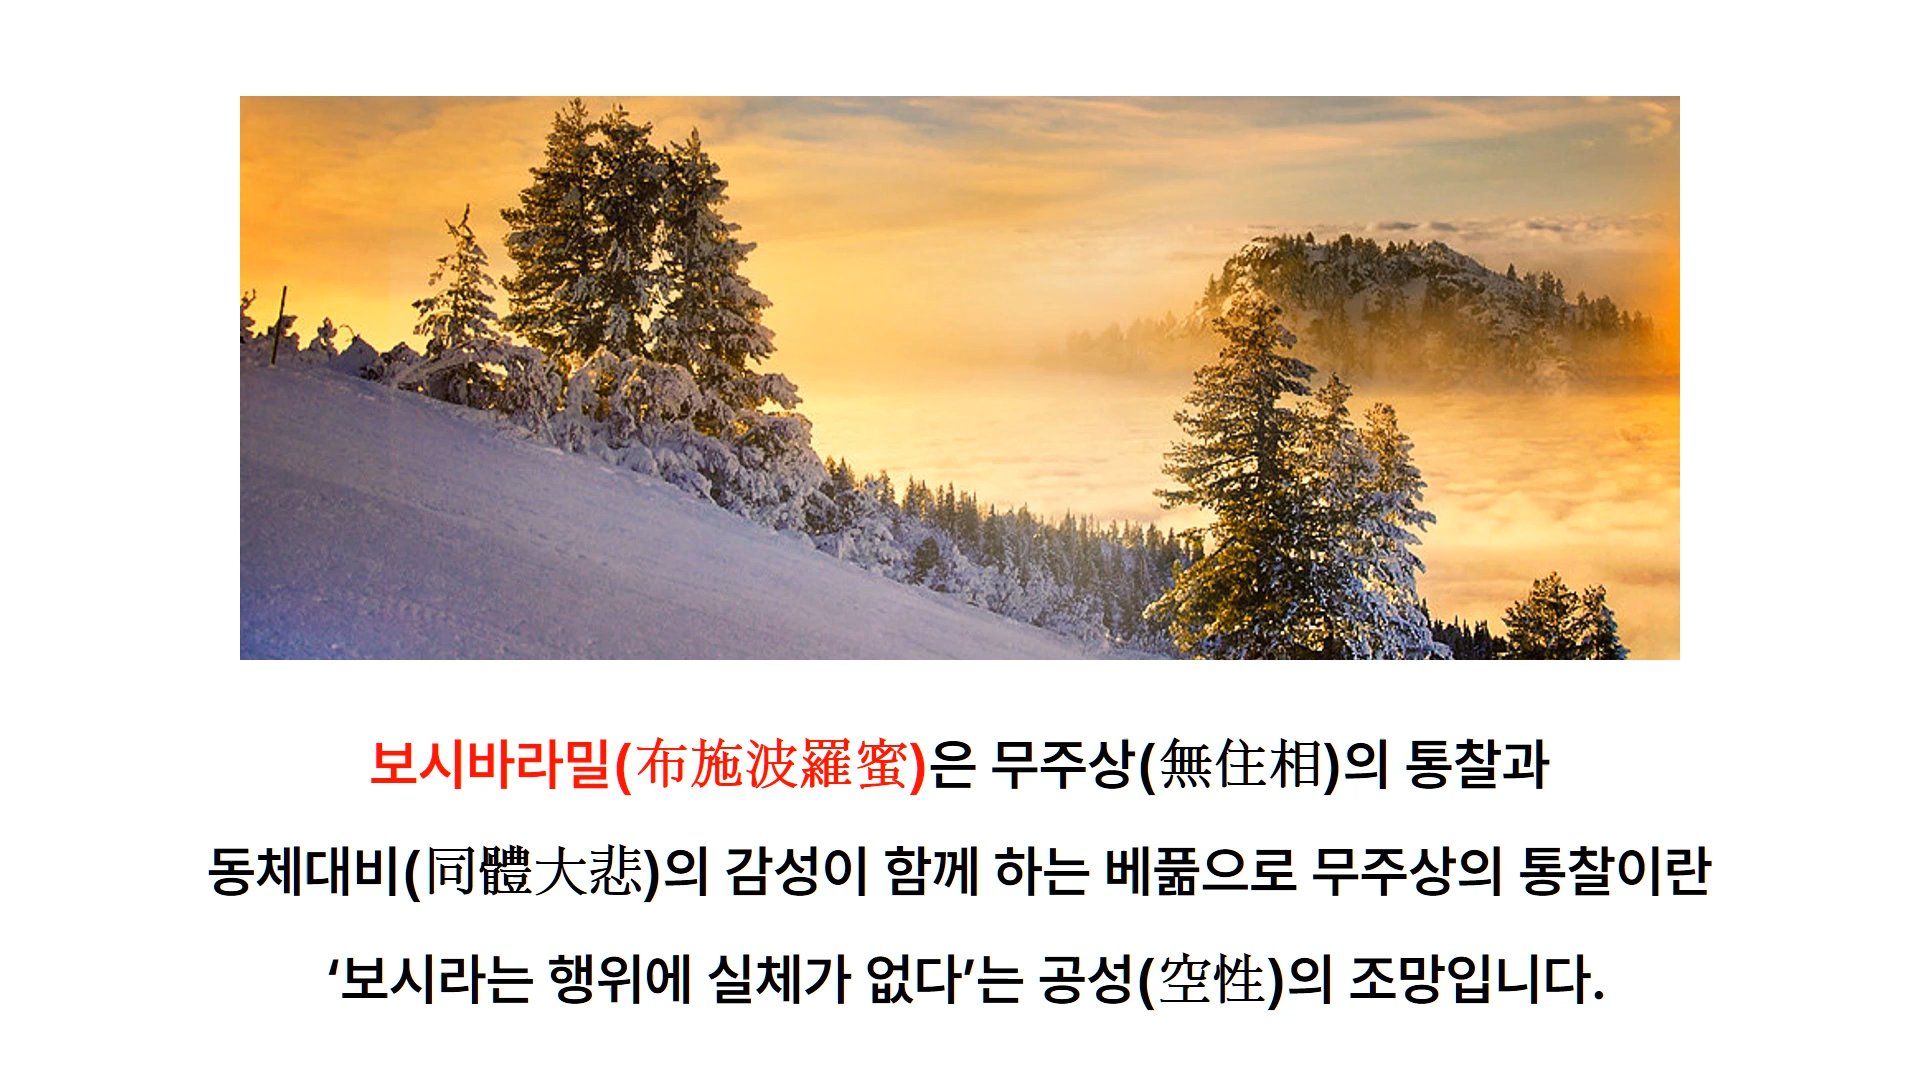 보시바라밀(布施波羅蜜)은 무주상(無住相)의 통찰과
동체대비(同體大悲)의 감성이 함께 하는 베풂으로 무주상의 통찰이란
‘보시라는 행위에 실체가 없다’는 공성(空性)의 조망입니다.